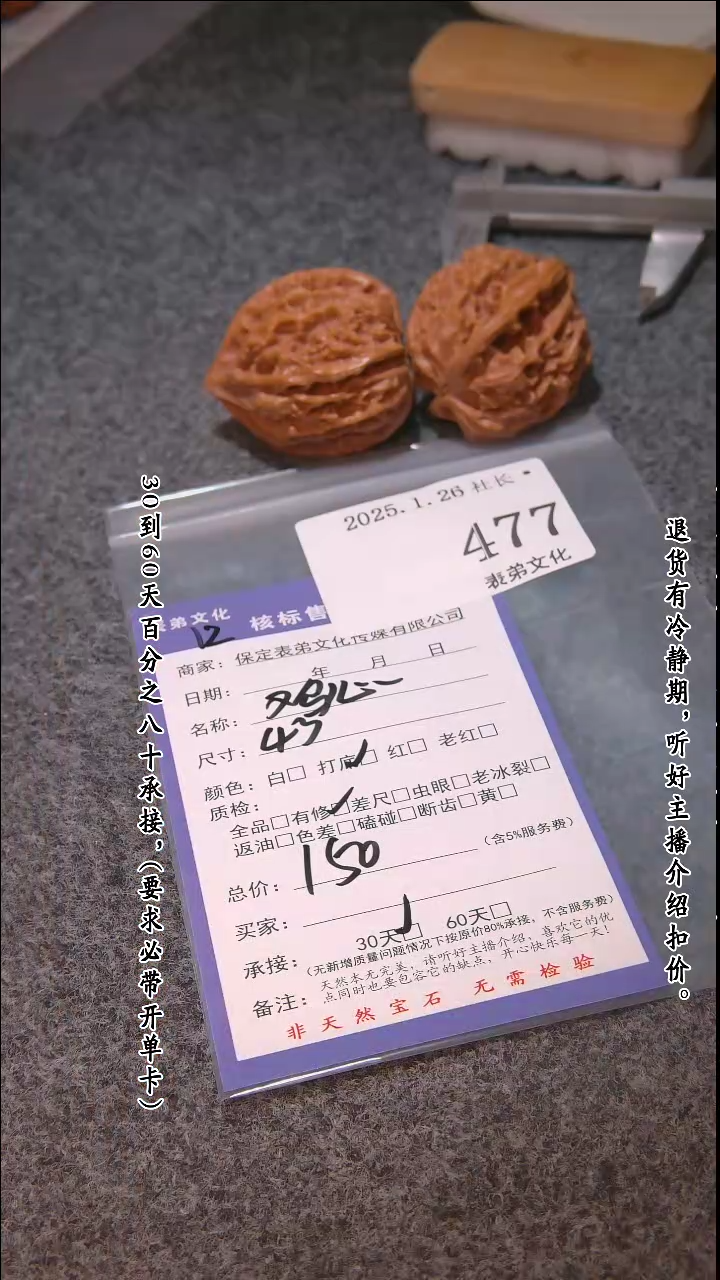 2025.1.26 社长
477
表弟文化
表弟文化
12
核标售
商家：保定表弟文化传媒有限公司
日期： 年 月 日
名称：鸡心
尺寸：47
颜色：白□ 打底□ 红□ 老红□
质检：
全品□有修□差尺□虫眼□老冰裂□
返油□色差□磕碰□断齿□黄□
总价：150 （含5%服务费）
买家：
承接：30天□ 60天□
（无新增质量问题情况下按原价80%承接，不含服务费）
备注：天然本无完美，请听好主播介绍，喜欢它的优
点同时也要包容它的缺点，开心快乐每一天！
非天然宝石 无需检验
30到60天百分之八十承接，（要求必带开单卡）
退货有冷静期，听好主播介绍扣价。